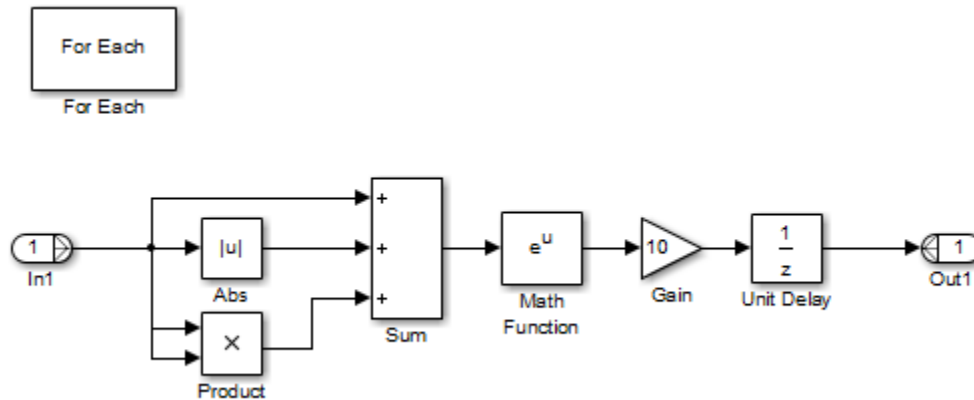 For Each
For Each
1
In1
|u|
Abs
×
Product
+
+
+
Sum
e^u
Math
Function
10
Gain
1
z
Unit Delay
1
Out1